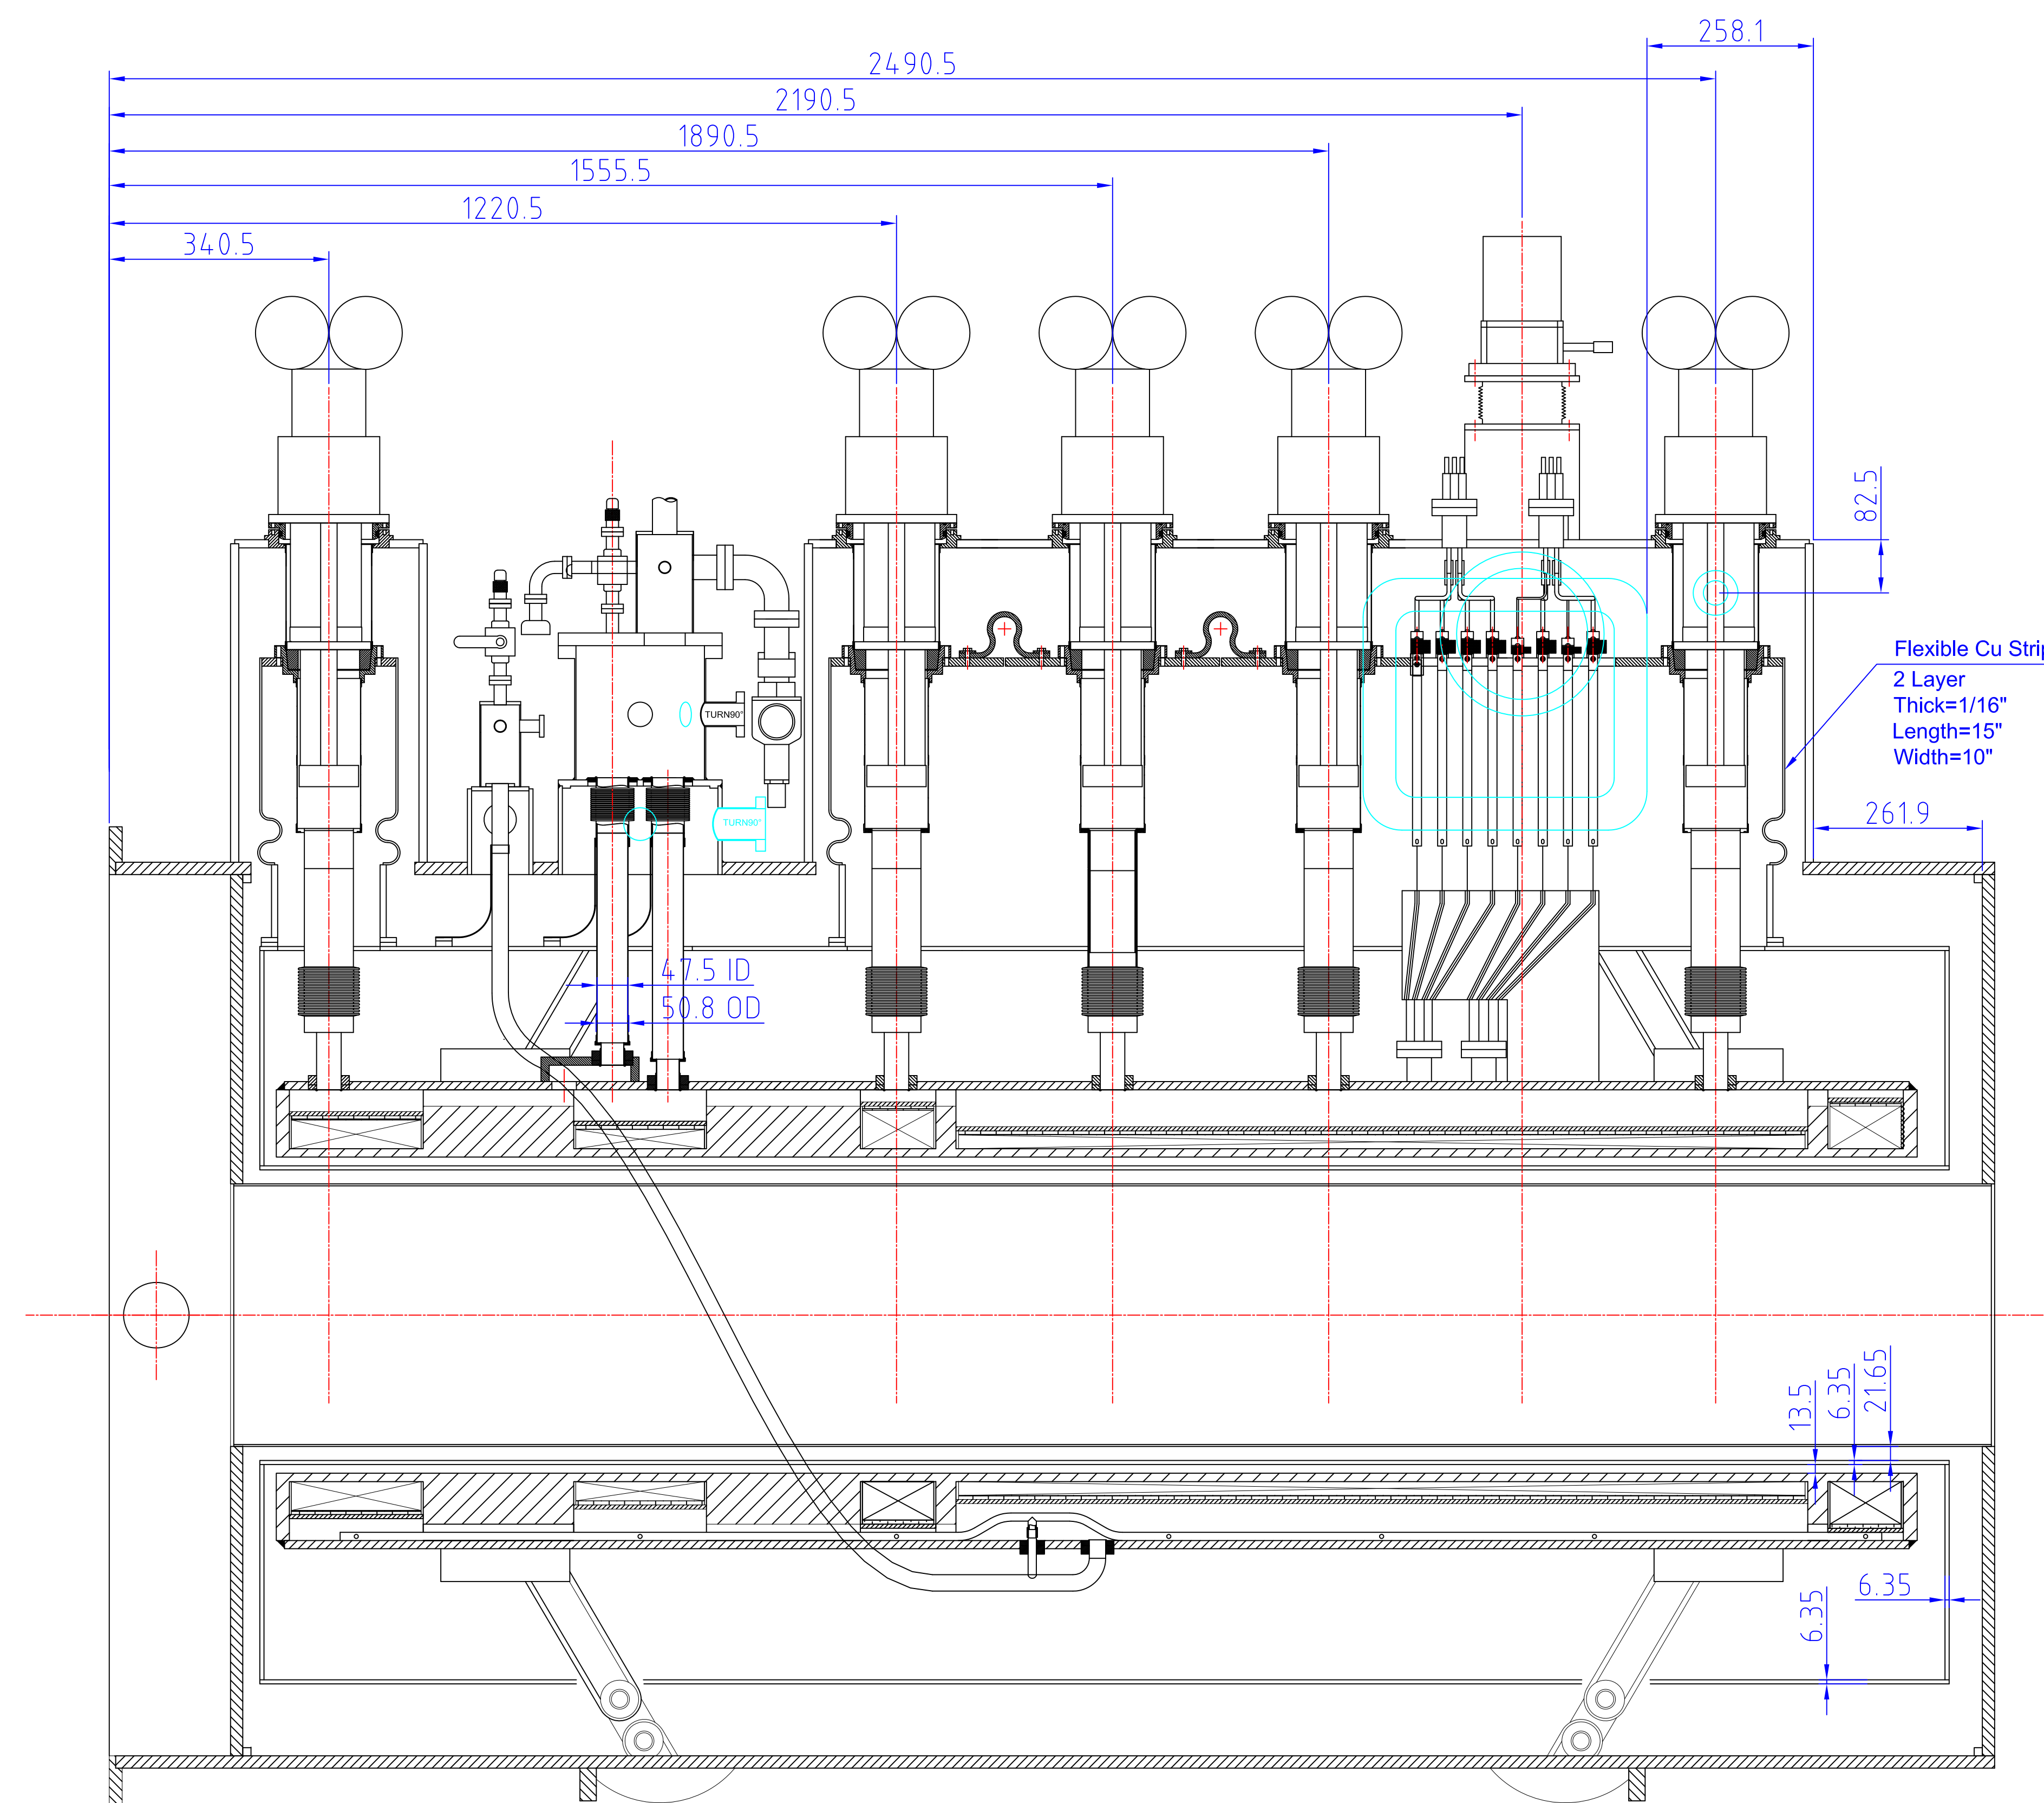 258.1
2490.5
2190.5
1890.5
1555.5
1220.5
340.5
82.5
Flexible Cu Strip
2 Layer
Thick=1/16"
Length=15"
Width=10"
TURN90°
TURN90°
261.9
47.5 ID
50.8 OD
13.5
6.35
21.65
6.35
6.35